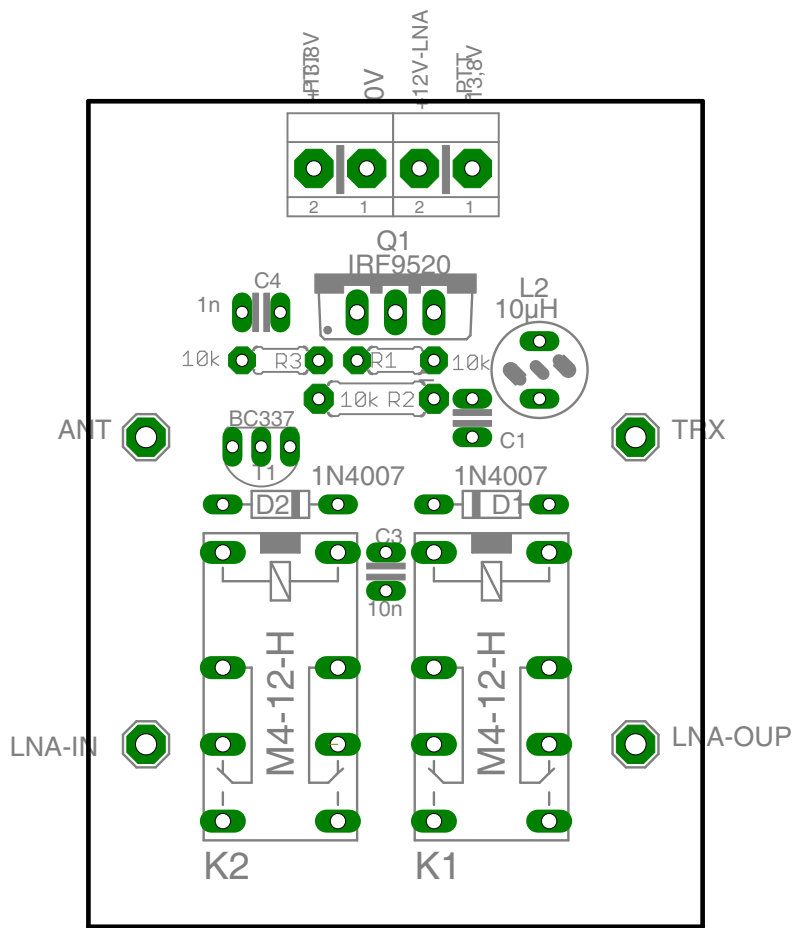 0V
+12V-LNA
PTT
2
1
2
1
Q1
IRF9520
C4
1n
L2
10µH
10k
R3
R1
10k
10k
R2
ANT
BC337
T1
C1
TRX
1N4007
1N4007
D2
D1
C3
10n
M4-12-H
M4-12-H
LNA-IN
LNA-OUP
K2
K1